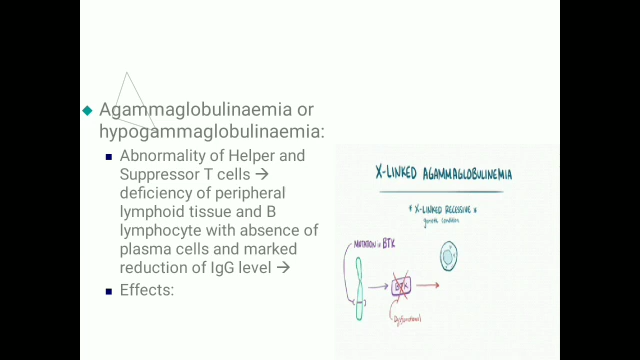 Agammaglobulinaemia or
hypogammaglobulinaemia:
Abnormality of Helper and
Suppressor T cells →
deficiency of peripheral
lymphoid tissue and B
lymphocyte with absence of
plasma cells and marked
reduction of IgG level →
Effects:
X-LINKED AGAMMAGLOBULINEMIA
* X-LINKED RECESSIVE *
genetic condition
MUTATION in BTK
BTK
Dysfunctional